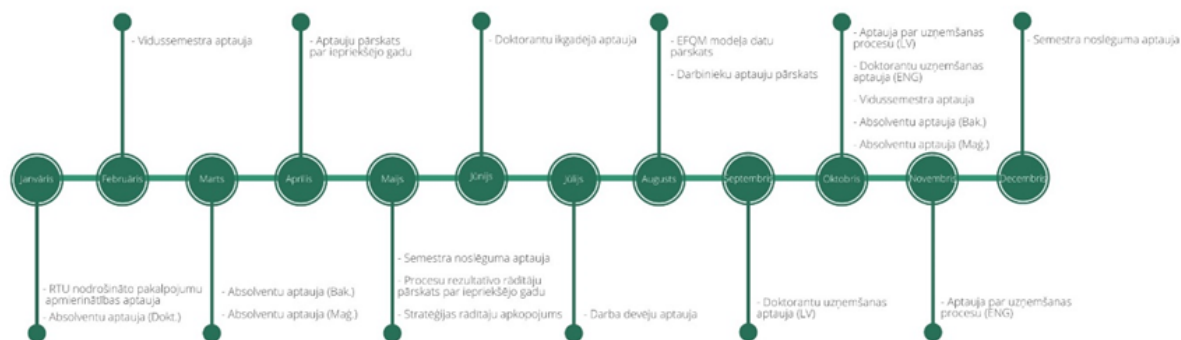 - Vidussemestra aptauja
- Aptauju pārskats
par iepriekšējo gadu
- Doktorantu ikgadējā aptauja
- EFQM modeļa datu
pārskats
- Darbinieku aptauju pārskats
- Aptauja par uzņemšanas
procesu (LV)
- Doktorantu uzņemšanas
aptauja (ENG)
- Vidussemestra aptauja
- Absolventu aptauja (Bak.)
- Absolventu aptauja (Maģ.)
- Semestra noslēguma aptauja
Janvāris
Februāris
Marts
Aprīlis
Maijs
Jūnijs
Jūlijs
Augusts
Septembris
Oktobris
Novembris
Decembris
- RTU nodrošināto pakalpojumu
apmierinātības aptauja
- Absolventu aptauja (Dokt.)
- Absolventu aptauja (Bak.)
- Absolventu aptauja (Maģ.)
- Semestra noslēguma aptauja
- Procesu rezultatīvo rādītāju
pārskats par iepriekšējo gadu
- Stratēģijas rādītāju apkopojums
- Darba devēju aptauja
- Doktorantu uzņemšanas
aptauja (LV)
- Aptauja par uzņemšanas
procesu (ENG)